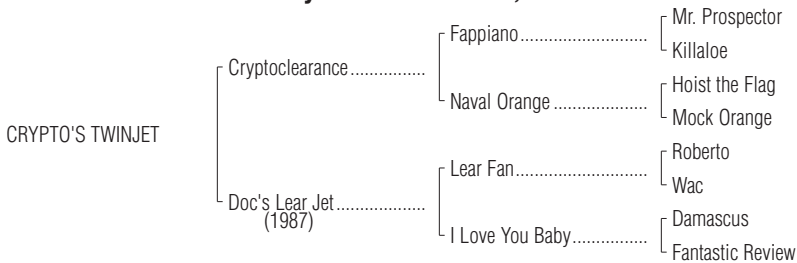 Mr. Prospector
Fappiano..............................
Killaloe
Cryptoclearance................
Hoist the Flag
Naval Orange......................
Mock Orange
CRYPTO'S TWINJET
Roberto
Lear Fan...............................
Wac
Doc's Lear Jet.....................
(1987)
Damascus
I Love You Baby..................
Fantastic Review